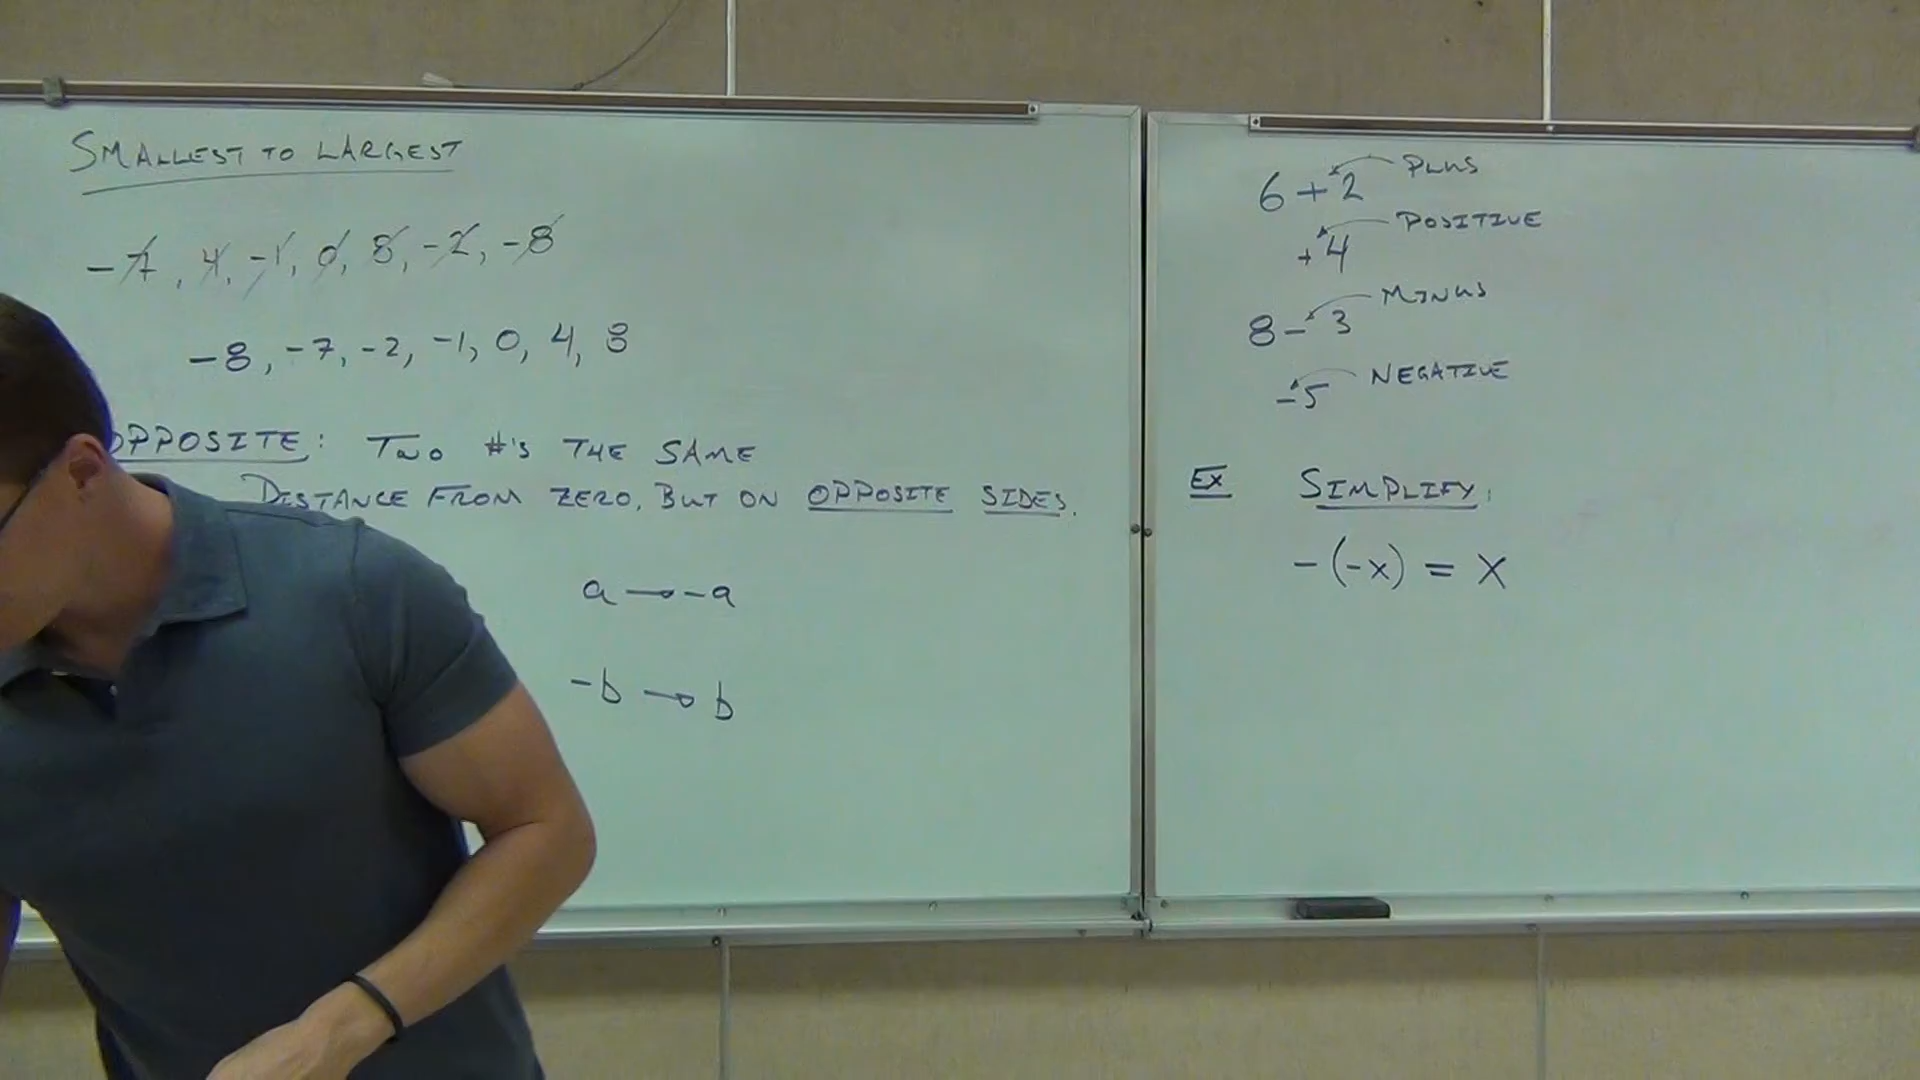 SMALLEST TO LARGEST
-7, 4, -1, 0, 8, -2, -8
-8, -7, -2, -1, 0, 4, 8
OPPOSITE: TWO #'S THE SAME
DISTANCE FROM ZERO, BUT ON OPPOSITE SIDES.
a → -a
-b → b
6 + 2 PLUS
+4 POSITIVE
8 - 3 MINUS
-5 NEGATIVE
EX SIMPLIFY:
-(-x) = x